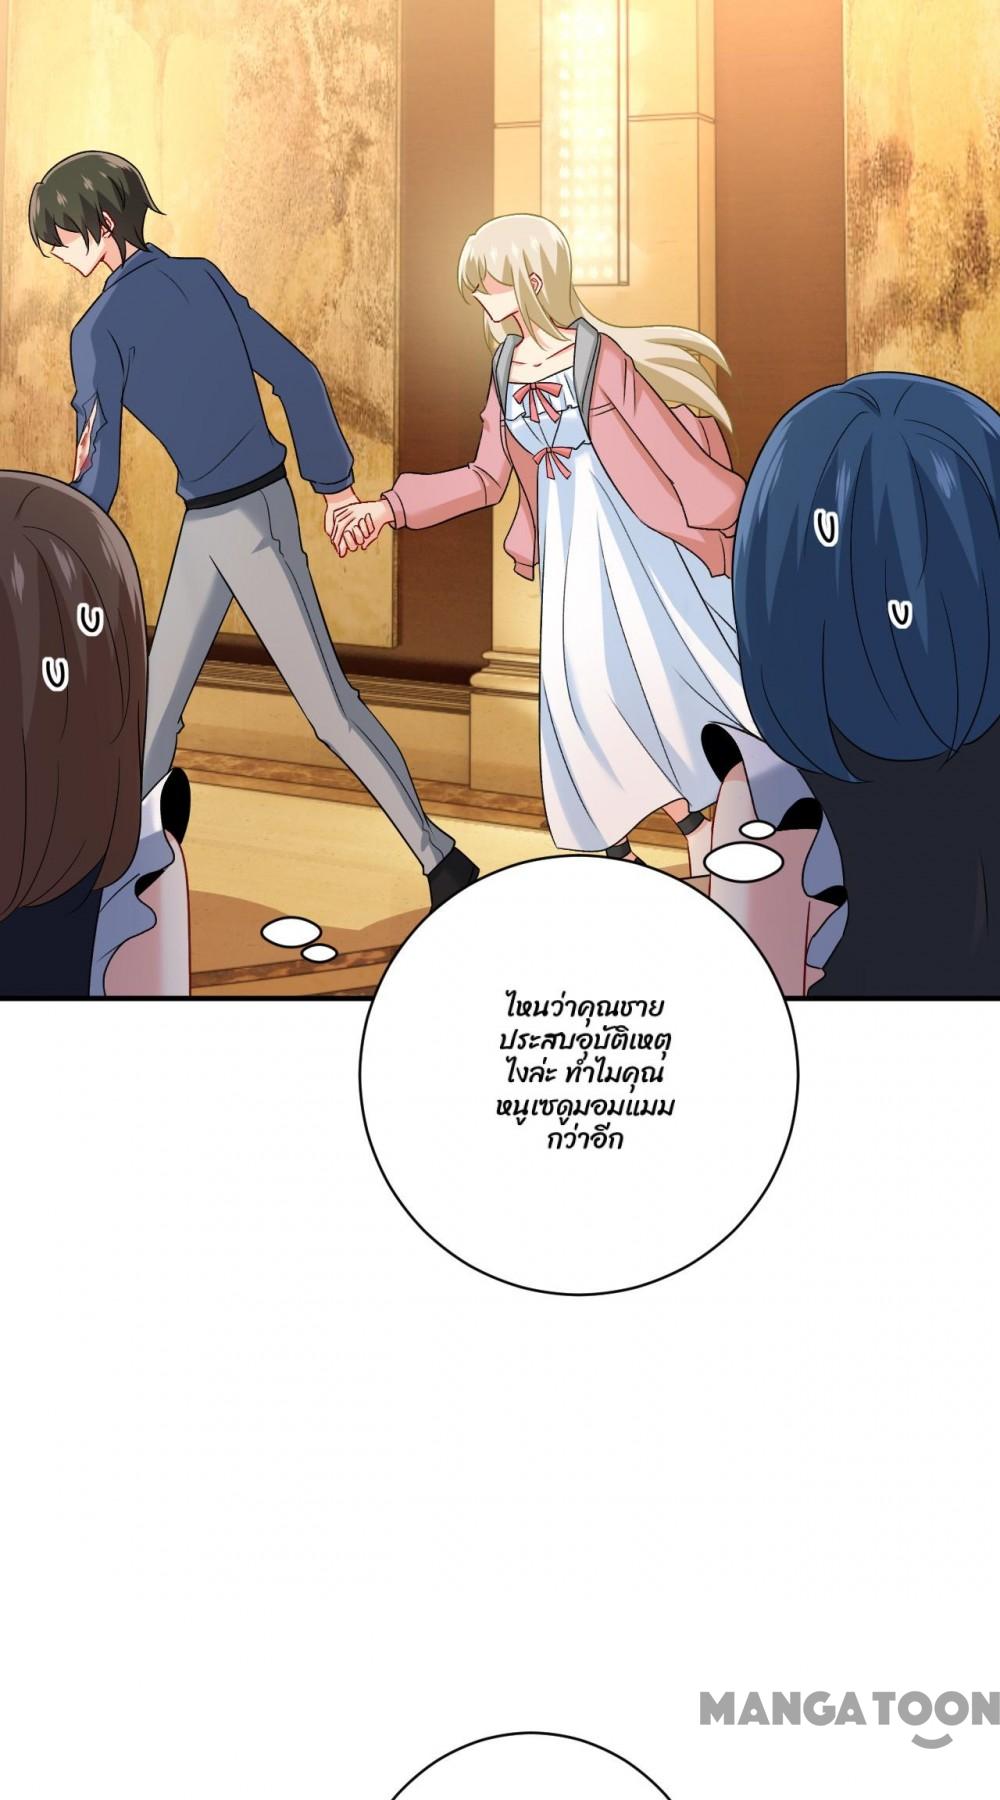 ไหนว่าคุณชาย
ประสบอุบัติเหตุ
ไงล่ะ ทำไมคุณ
หนูเซดูมอมแมม
กว่าอีก
MANGATOON